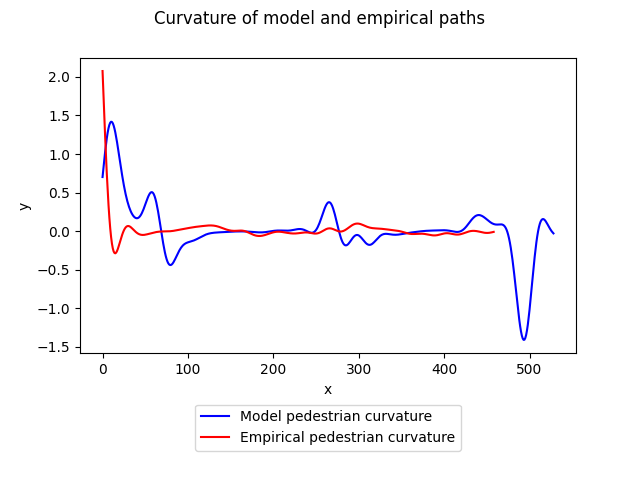 Curvature of model and empirical paths
2.0
1.5
1.0
0.5
0.0
−0.5
−1.0
−1.5
y
0 100 200 300 400 500
x
Model pedestrian curvature
Empirical pedestrian curvature